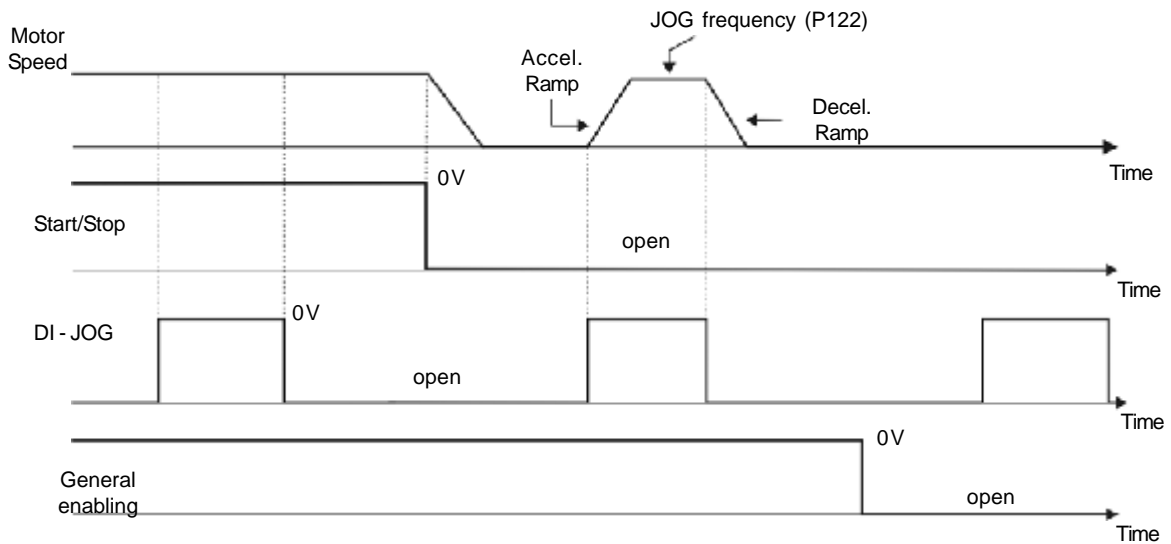 JOG frequency (P122)
Motor
Speed
Accel.
Ramp
Decel.
Ramp
Time
0V
Start/Stop
open
Time
0V
DI - JOG
open
Time
0V
General
enabling
open
Time